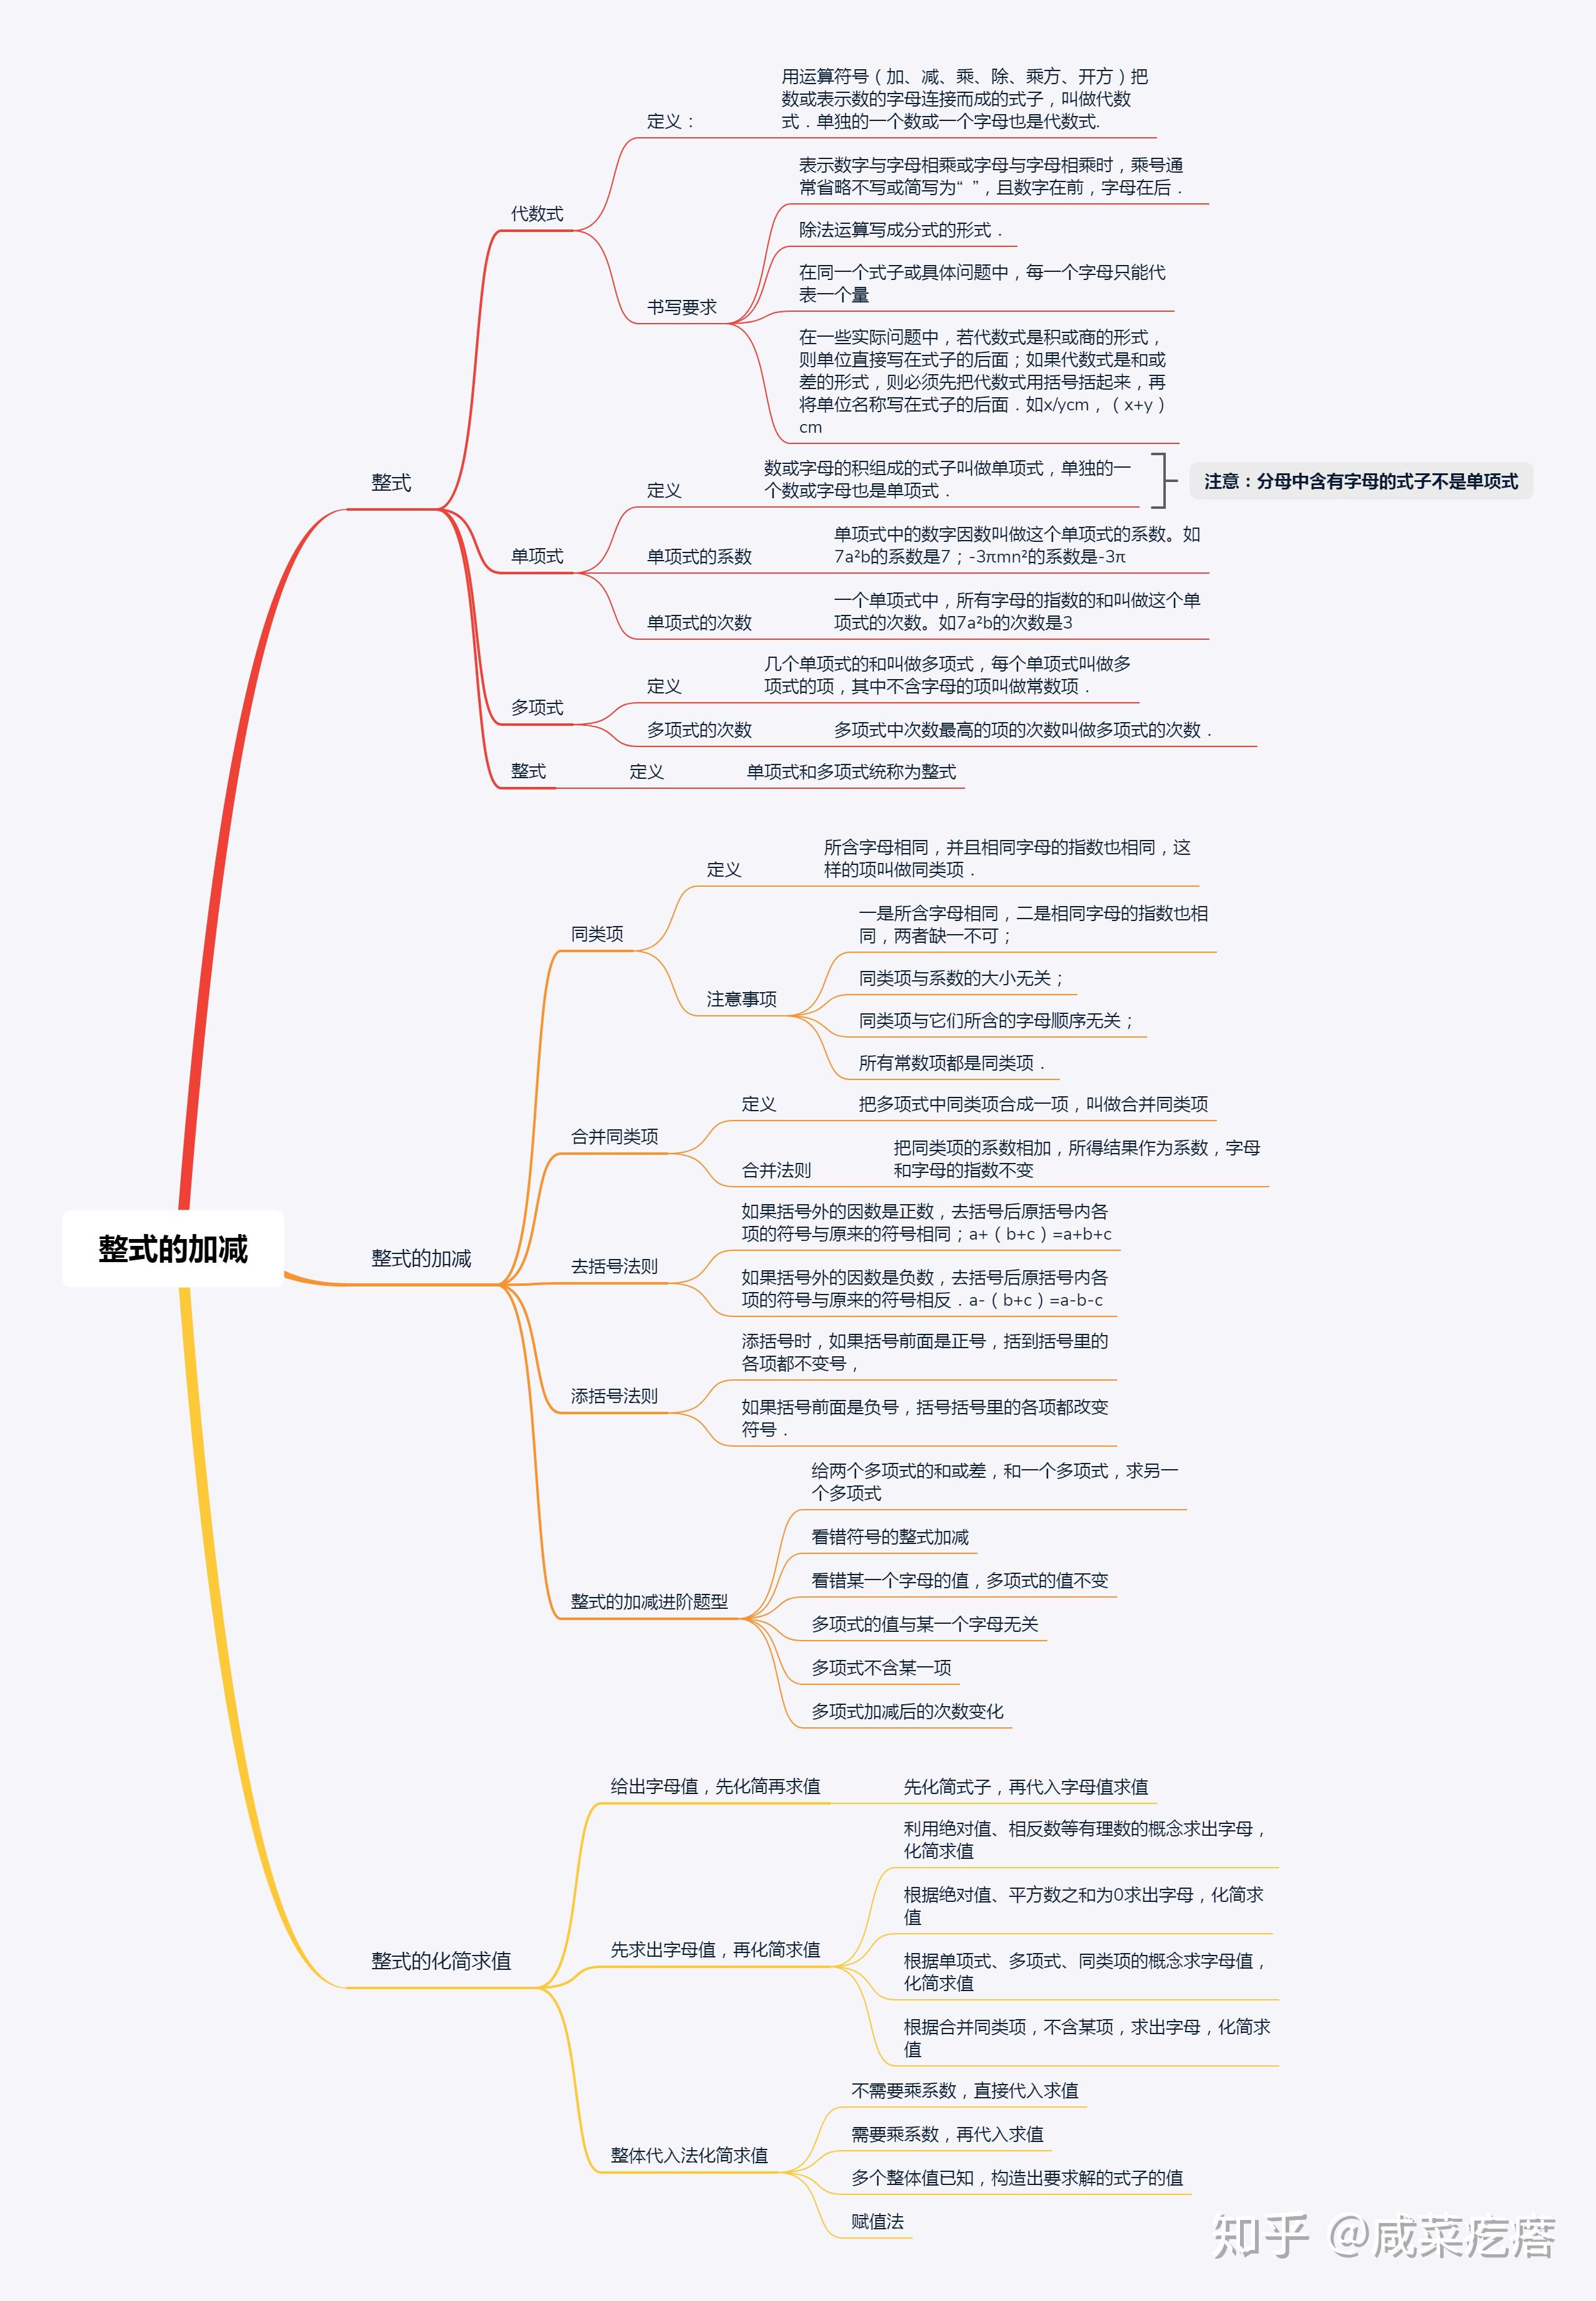 用运算符号（加、减、乘、除、乘方、开方）把
数或表示数的字母连接而成的式子，叫做代数
定义：
式．单独的一个数或一个字母也是代数式.
表示数字与字母相乘或字母与字母相乘时，乘号通
常省略不写或简写为“ ”，且数字在前，字母在后．
代数式
除法运算写成分式的形式．
在同一个式子或具体问题中，每一个字母只能代
表一个量
书写要求
在一些实际问题中，若代数式是积或商的形式，
则单位直接写在式子的后面；如果代数式是和或
差的形式，则必须先把代数式用括号括起来，再
将单位名称写在式子的后面．如x/ycm，（x+y）
cm
整式
数或字母的积组成的式子叫做单项式，单独的一
个数或字母也是单项式．
定义
注意：分母中含有字母的式子不是单项式
单项式
单项式的系数
单项式中的数字因数叫做这个单项式的系数。如
7a²b的系数是7；-3πmn²的系数是-3π
单项式的次数
一个单项式中，所有字母的指数的和叫做这个单
项式的次数。如7a²b的次数是3
多项式
定义
几个单项式的和叫做多项式，每个单项式叫做多
项式的项，其中不含字母的项叫做常数项．
多项式的次数
多项式中次数最高的项的次数叫做多项式的次数．
整式
定义
单项式和多项式统称为整式
整式的加减
整式的加减
同类项
定义
所含字母相同，并且相同字母的指数也相同，这
样的项叫做同类项．
注意事项
一是所含字母相同，二是相同字母的指数也相
同，两者缺一不可；
同类项与系数的大小无关；
同类项与它们所含的字母顺序无关；
所有常数项都是同类项．
合并同类项
定义
把多项式中同类项合成一项，叫做合并同类项
合并法则
把同类项的系数相加，所得结果作为系数，字母
和字母的指数不变
去括号法则
如果括号外的因数是正数，去括号后原括号内各
项的符号与原来的符号相同；a+（b+c）=a+b+c
如果括号外的因数是负数，去括号后原括号内各
项的符号与原来的符号相反．a-（b+c）=a-b-c
添括号法则
添括号时，如果括号前面是正号，括到括号里的
各项都不变号，
如果括号前面是负号，括号括号里的各项都改变
符号．
整式的加减进阶题型
给两个多项式的和或差，和一个多项式，求另一
个多项式
看错符号的整式加减
看错某一个字母的值，多项式的值不变
多项式的值与某一个字母无关
多项式不含某一项
多项式加减后的次数变化
整式的化简求值
给出字母值，先化简再求值
先化简式子，再代入字母值求值
先求出字母值，再化简求值
利用绝对值、相反数等有理数的概念求出字母，
化简求值
根据绝对值、平方数之和为0求出字母，化简求
值
根据单项式、多项式、同类项的概念求字母值，
化简求值
根据合并同类项，不含某项，求出字母，化简求
值
整体代入法化简求值
不需要乘系数，直接代入求值
需要乘系数，再代入求值
多个整体值已知，构造出要求解的式子的值
赋值法
知乎 @咸菜疙瘩